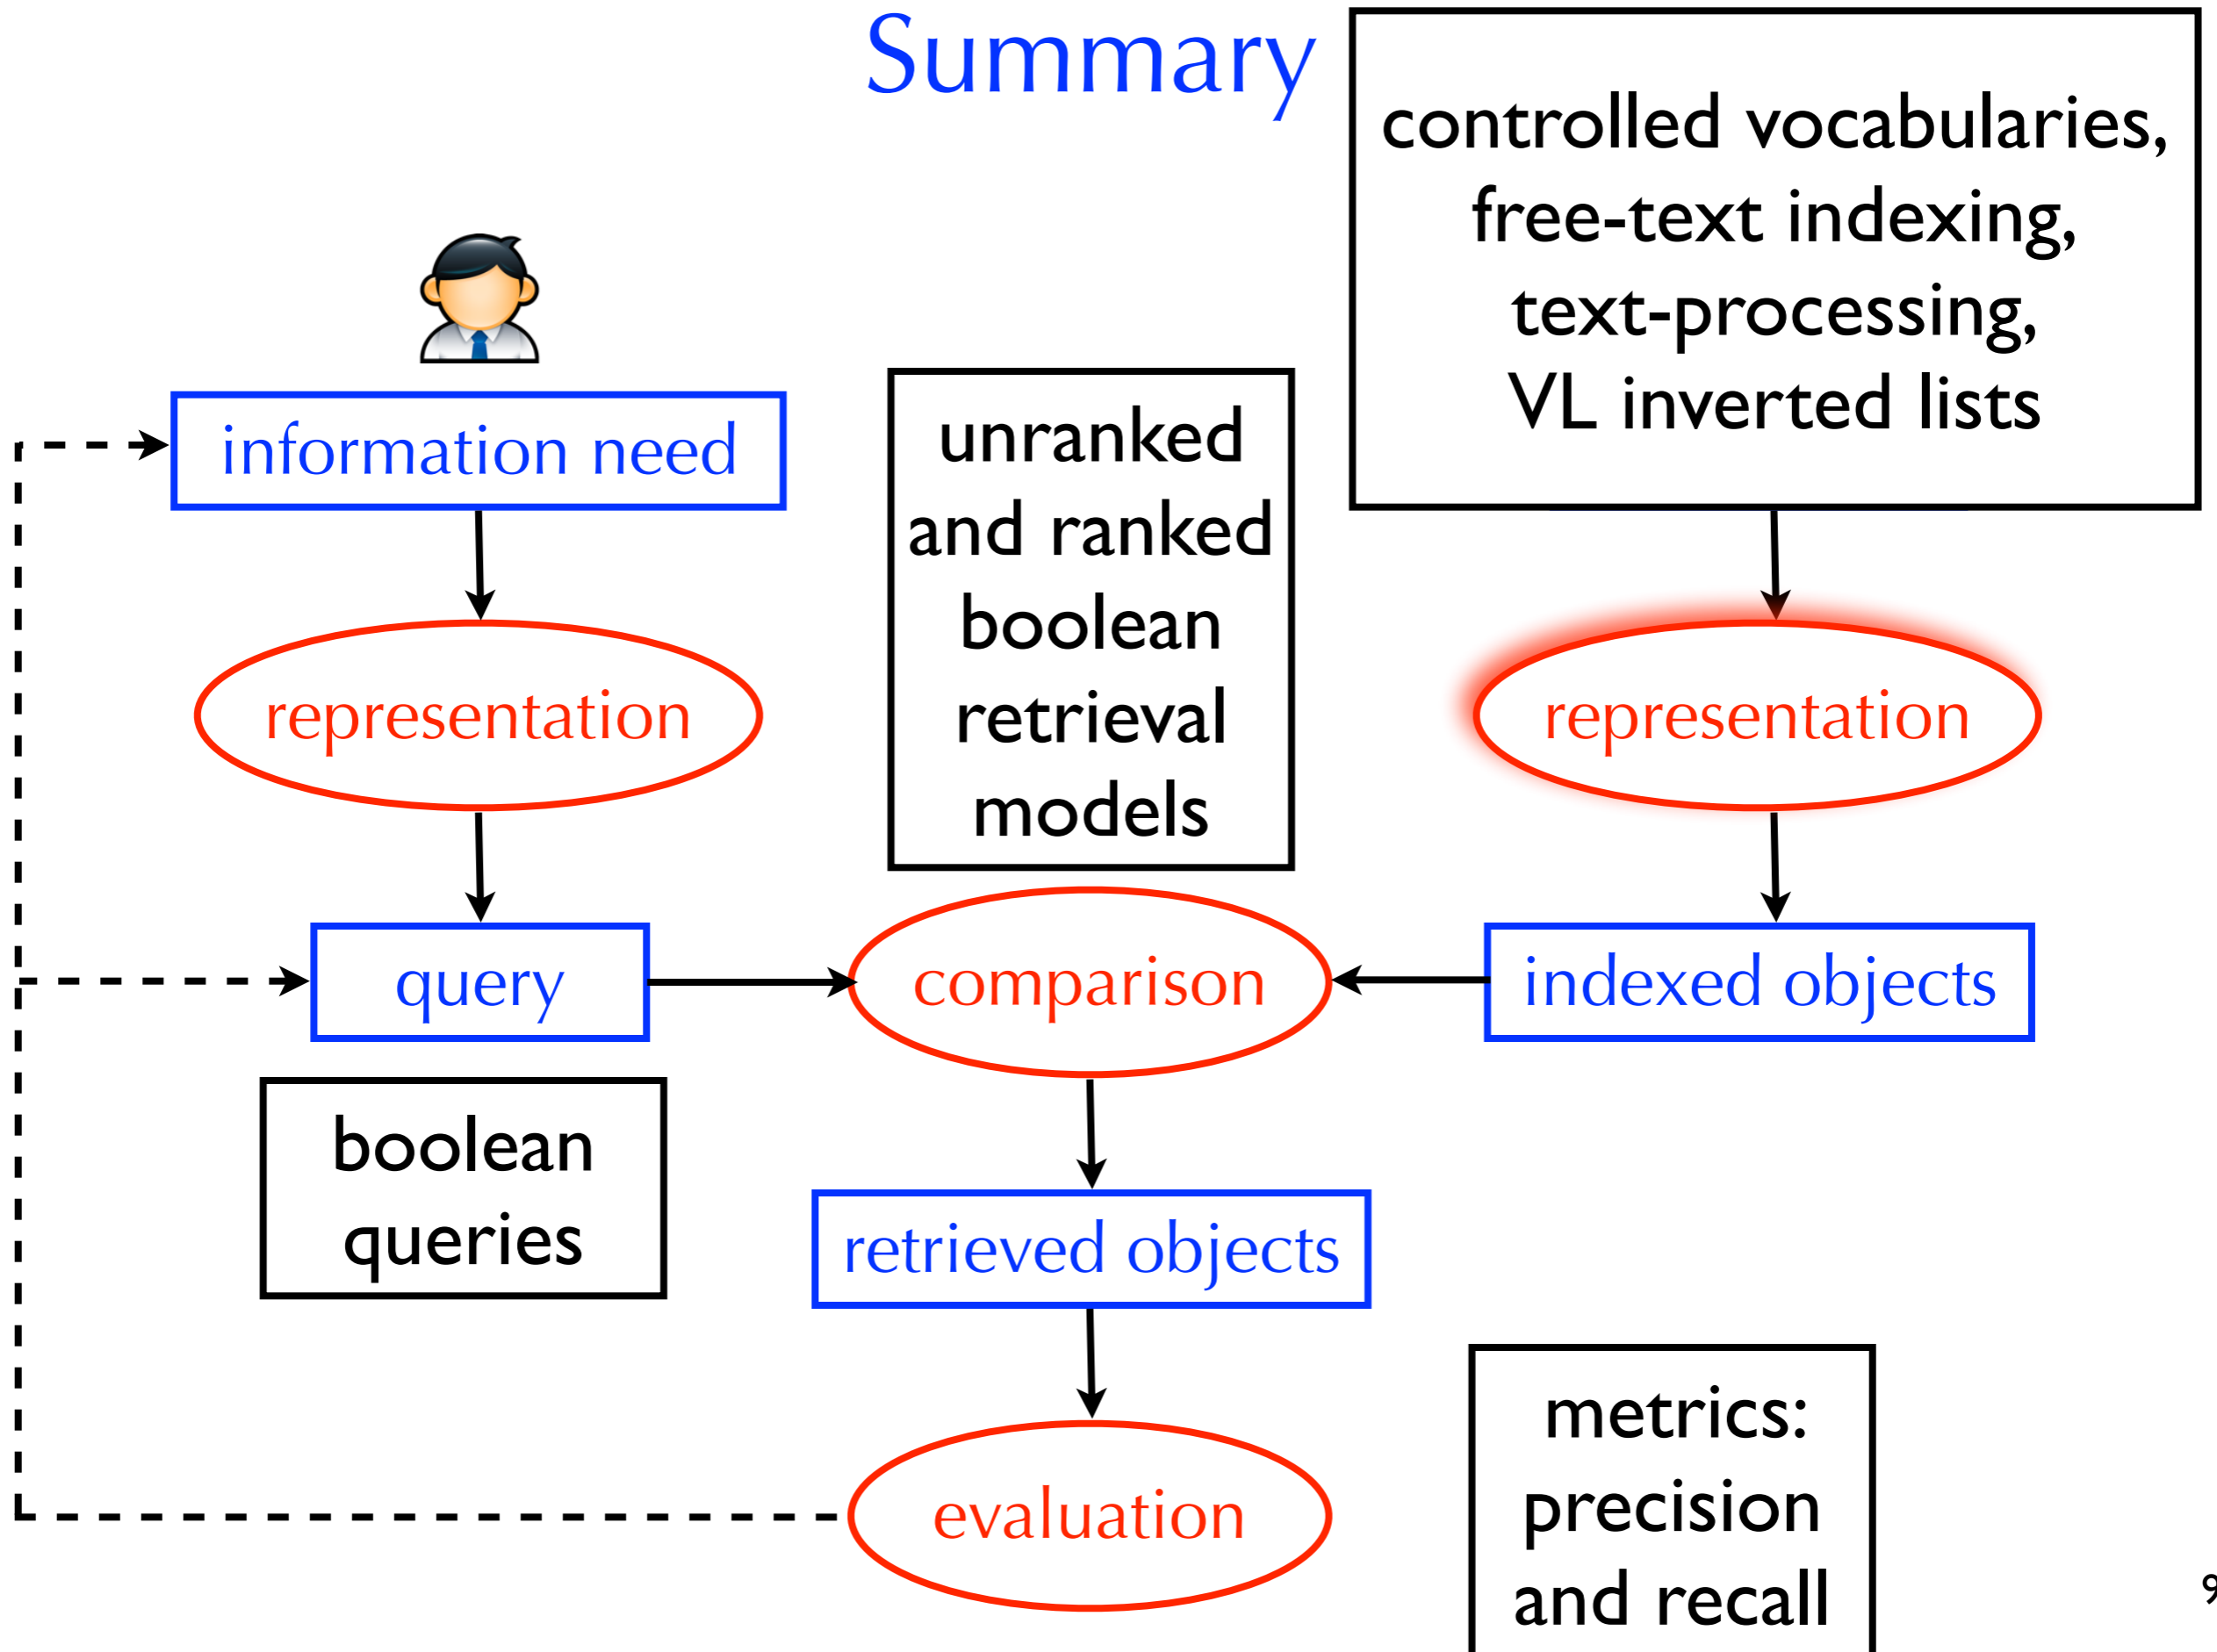 Summary
controlled vocabularies,
free-text indexing,
text-processing,
VL inverted lists
information need
unranked
and ranked
boolean
retrieval
models
representation
representation
query
comparison
indexed objects
boolean
queries
retrieved objects
metrics:
precision
and recall
evaluation